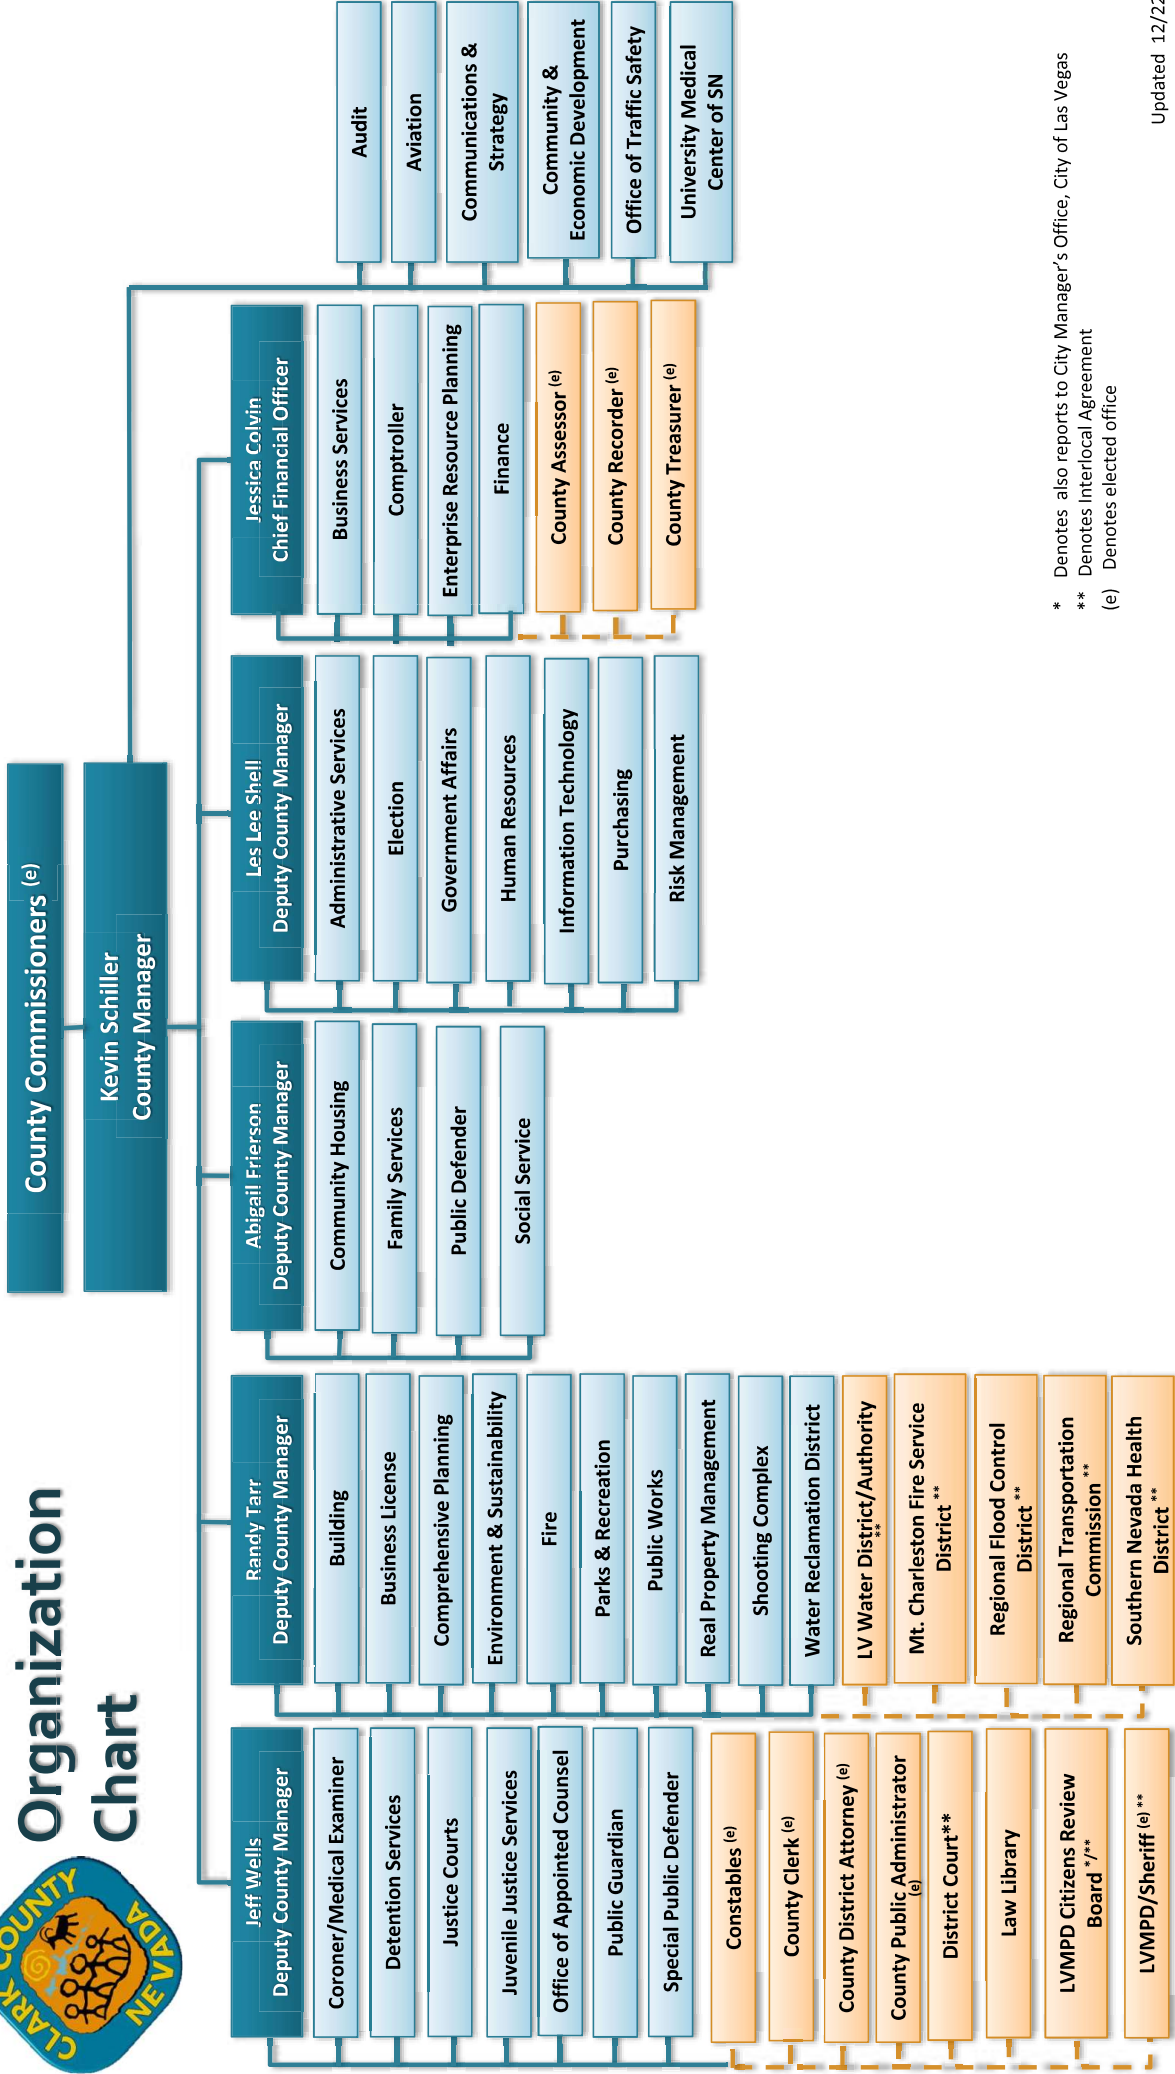 CLARK COUNTY
NEVADA
Organization
Chart
County Commissioners (e)
Kevin Schiller
County Manager
Jeff Wells
Deputy County Manager
Coroner/Medical Examiner
Detention Services
Justice Courts
Juvenile Justice Services
Office of Appointed Counsel
Public Guardian
Special Public Defender
Constables (e)
County Clerk (e)
County District Attorney (e)
County Public Administrator
(e)
District Court**
Law Library
LVMPD Citizens Review
Board */**
LVMPD/Sheriff (e) **
Randy Tarr
Deputy County Manager
Building
Business License
Comprehensive Planning
Environment & Sustainability
Fire
Parks & Recreation
Public Works
Real Property Management
Shooting Complex
Water Reclamation District
LV Water District/Authority
**
Mt. Charleston Fire Service
District **
Regional Flood Control
District **
Regional Transportation
Commission **
Southern Nevada Health
District **
Abigail Frierson
Deputy County Manager
Community Housing
Family Services
Public Defender
Social Service
Les Lee Shell
Deputy County Manager
Administrative Services
Election
Government Affairs
Human Resources
Information Technology
Purchasing
Risk Management
Jessica Colvin
Chief Financial Officer
Business Services
Comptroller
Enterprise Resource Planning
Finance
County Assessor (e)
County Recorder (e)
County Treasurer (e)
Audit
Aviation
Communications &
Strategy
Community &
Economic Development
Office of Traffic Safety
University Medical
Center of SN
* Denotes also reports to City Manager's Office, City of Las Vegas
** Denotes Interlocal Agreement
(e) Denotes elected office
Updated 12/22